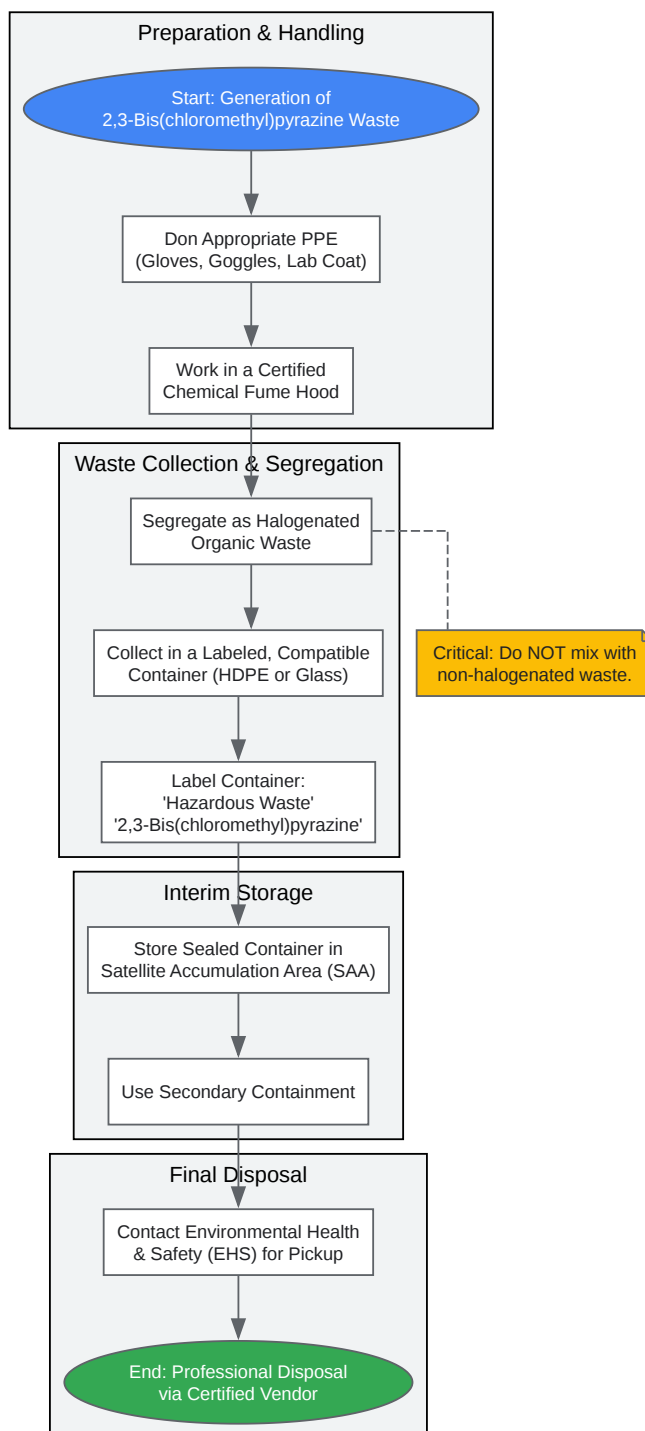 Preparation & Handling
Start: Generation of
2,3-Bis(chloromethyl)pyrazine Waste
Don Appropriate PPE
(Gloves, Goggles, Lab Coat)
Work in a Certified
Chemical Fume Hood
Waste Collection & Segregation
Segregate as Halogenated
Organic Waste
Collect in a Labeled, Compatible
Container (HDPE or Glass)
Critical: Do NOT mix with
non-halogenated waste.
Label Container:
'Hazardous Waste'
'2,3-Bis(chloromethyl)pyrazine'
Interim Storage
Store Sealed Container in
Satellite Accumulation Area (SAA)
Use Secondary Containment
Final Disposal
Contact Environmental Health
& Safety (EHS) for Pickup
End: Professional Disposal
via Certified Vendor